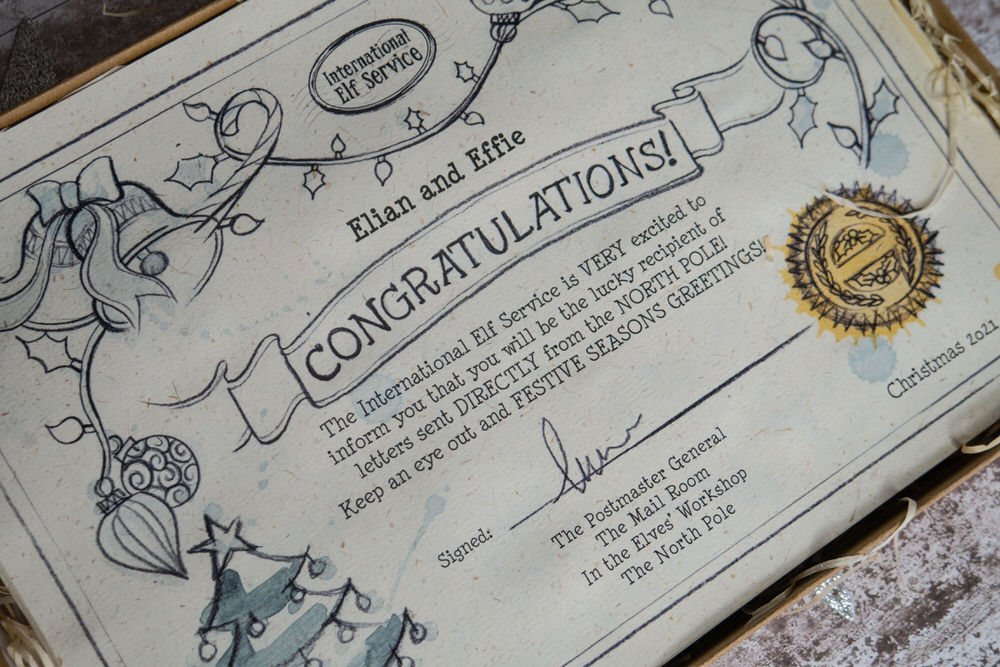 International
Elf Service
Elian and Effie
CONGRATULATIONS!
The International Elf Service is VERY excited to
inform you that you will be the lucky recipient of
letters sent DIRECTLY from the NORTH POLE!
Keep an eye out and FESTIVE SEASONS GREETINGS!
Christmas 2021
Signed:
The Postmaster General
The Mail Room
In the Elves' Workshop
The North Pole